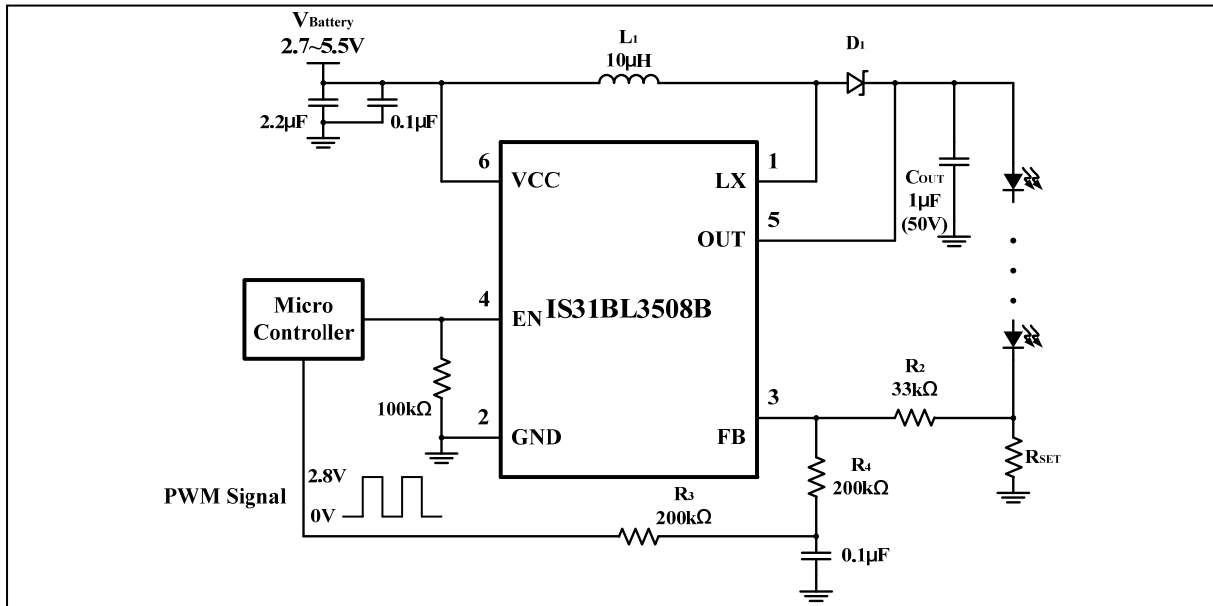 VBattery
2.7~5.5V
2.2µF
0.1µF
L1
10µH
D1
6
VCC
1
LX
COUT
1µF
(50V)
5
OUT
Micro
Controller
4
EN
IS31BL3508B
100kΩ
2
GND
3
FB
R2
33kΩ
RSET
R4
200kΩ
PWM Signal
2.8V
0V
R3
200kΩ
0.1µF